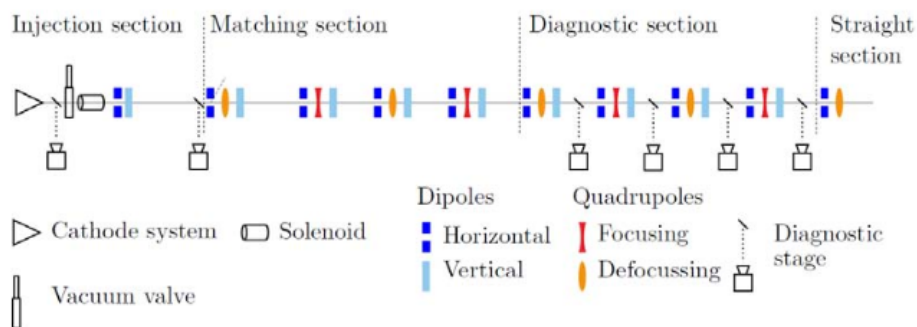 Injection section
Matching section
Diagnostic section
Straight
section
Dipoles
Quadrupoles
Cathode system
Solenoid
Horizontal
Focusing
Diagnostic
stage
Vertical
Defocussing
Vacuum valve